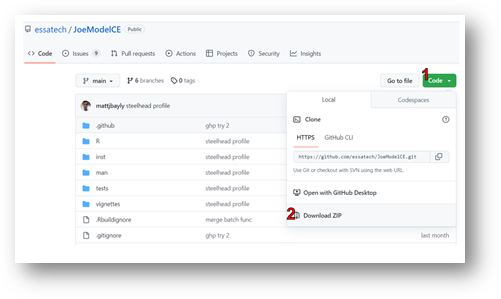 essatech / JoeModelCE Public
Code Issues 9 Pull requests Actions Projects Security Insights
1
main 6 branches 0 tags Go to file Code
mattjbayly steelhead profile
Local Codespaces
.github ghp try 2
Clone
R steelhead profile
HTTPS GitHub CLI
inst steelhead profile
https://github.com/essatech/JoeModelCE.git
man steelhead profile
Use Git or checkout with SVN using the web URL.
tests steelhead profile
Open with GitHub Desktop
vignettes steelhead profile
2 Download ZIP
.Rbuildignore merge batch func
.gitignore ghp try 2 last month